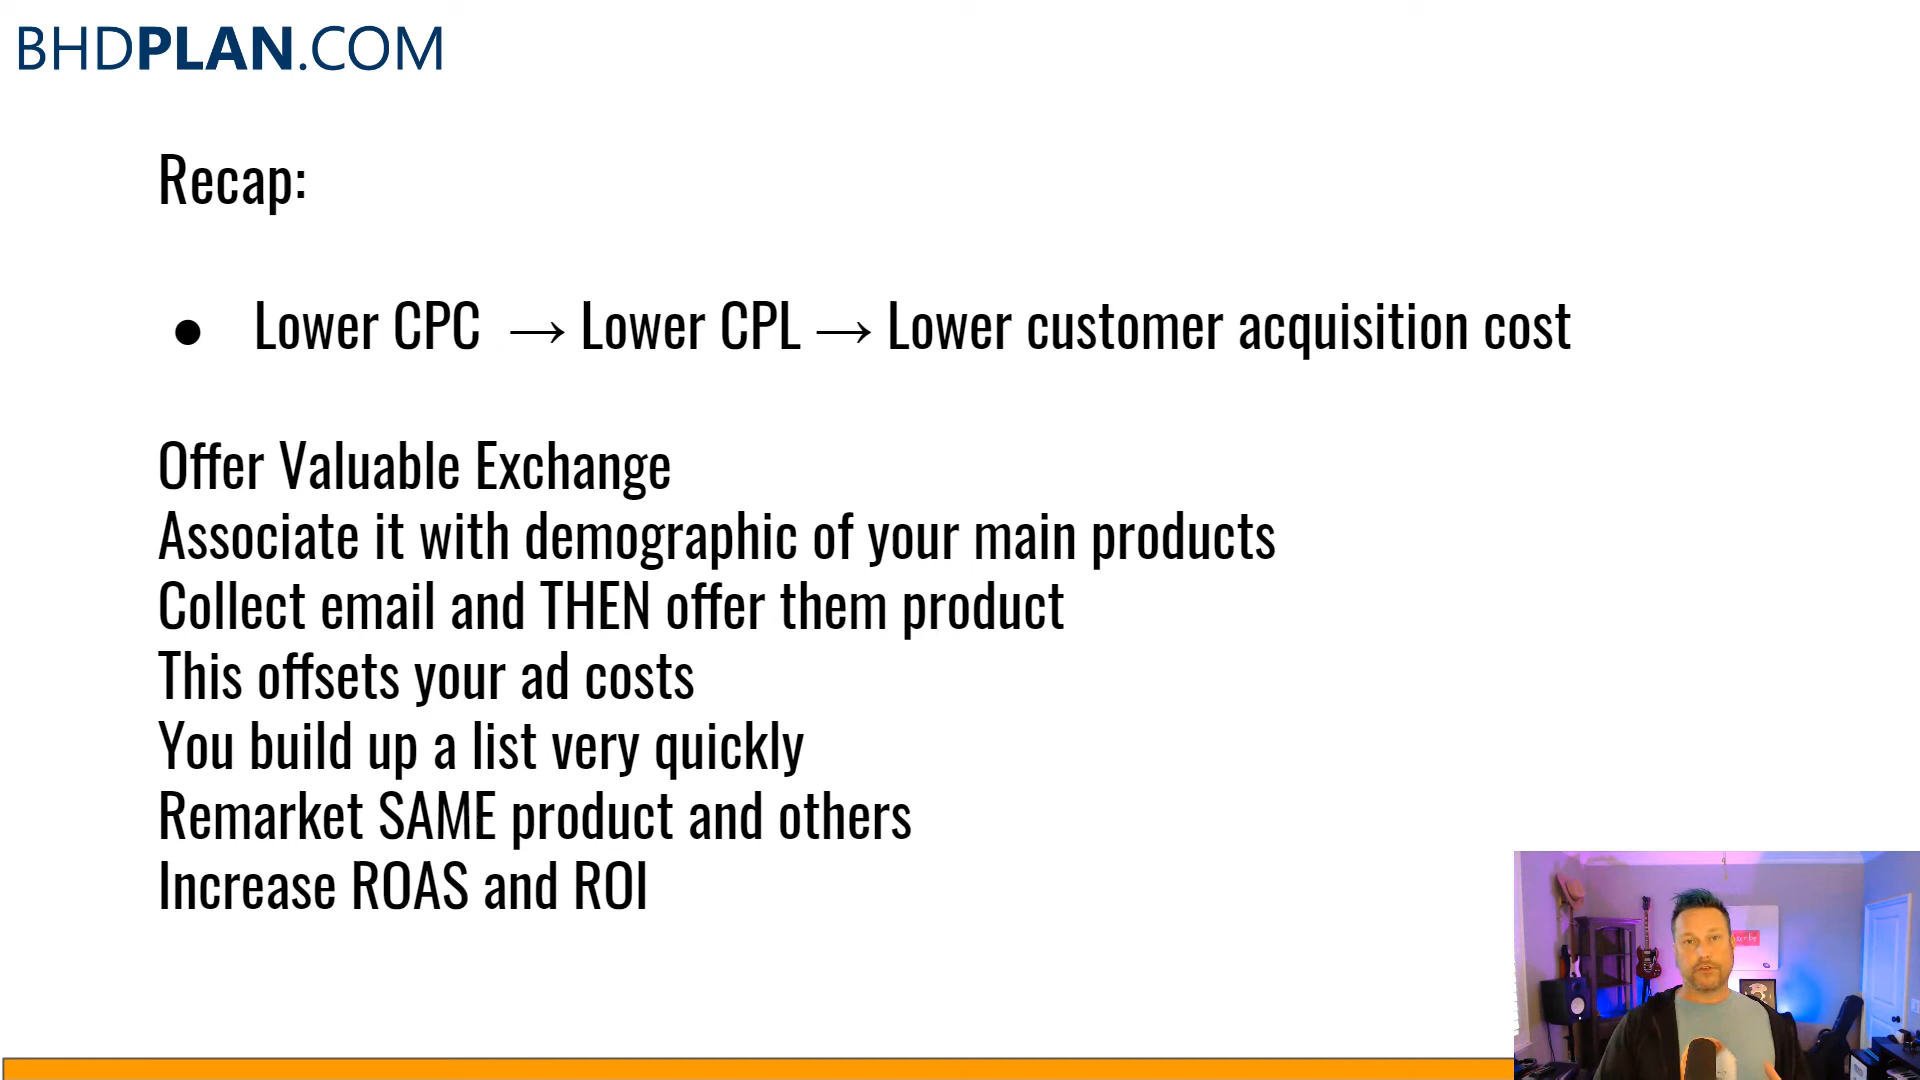 BHDPLAN.COM
Recap:
● Lower CPC → Lower CPL → Lower customer acquisition cost
Offer Valuable Exchange
Associate it with demographic of your main products
Collect email and THEN offer them product
This offsets your ad costs
You build up a list very quickly
Remarket SAME product and others
Increase ROAS and ROI